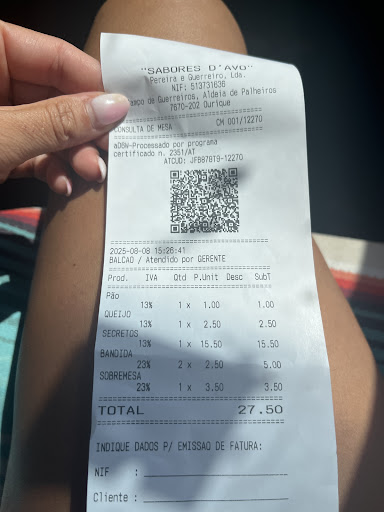 "SABORES D'AVO"
Pereira e Guerreiro, Lda.
NIF: 513731636
de Guerreiros, Aldeia de Palheiros
7670-202 Ourique
CONSULTA DE MESA CM 001/12270
aD6W-Processado por programa
certificado n. 2351/AT
ATCUD: JFB878T9-12270
2025-08-08 15:26:41
BALCAO / Atendido por GERENTE
Prod. IVA Qtd P.Unit Desc SubT
Pão
13% 1 x 1.00 1.00
QUEIJO
13% 1 x 2.50 2.50
SECRETOS
13% 1 x 15.50 15.50
BANDIDA
23% 2 x 2.50 5.00
SOBREMESA
23% 1 x 3.50 3.50
TOTAL 27.50
INDIQUE DADOS P/ EMISSAO DE FATURA:
NIF :
Cliente :